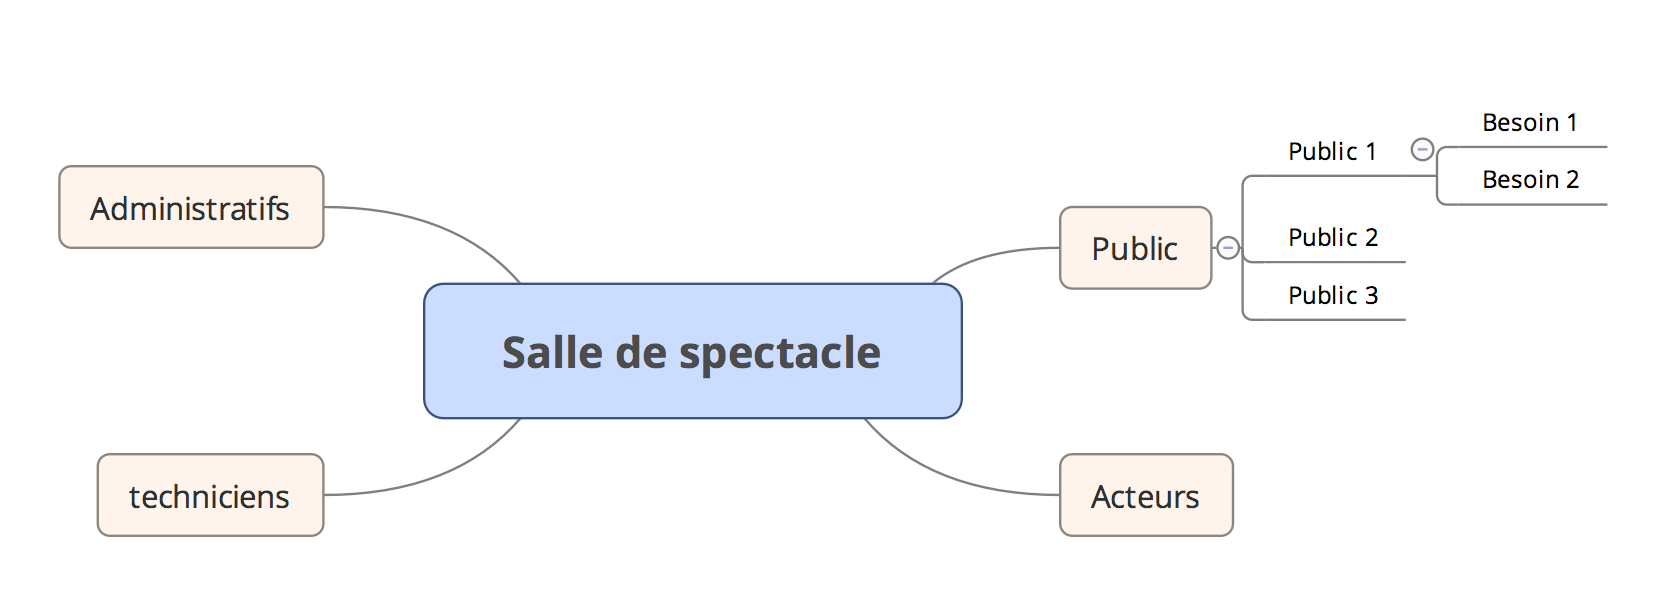 Administratifs
techniciens
Salle de spectacle
Public
Public 1
Besoin 1
Besoin 2
Public 2
Public 3
Acteurs